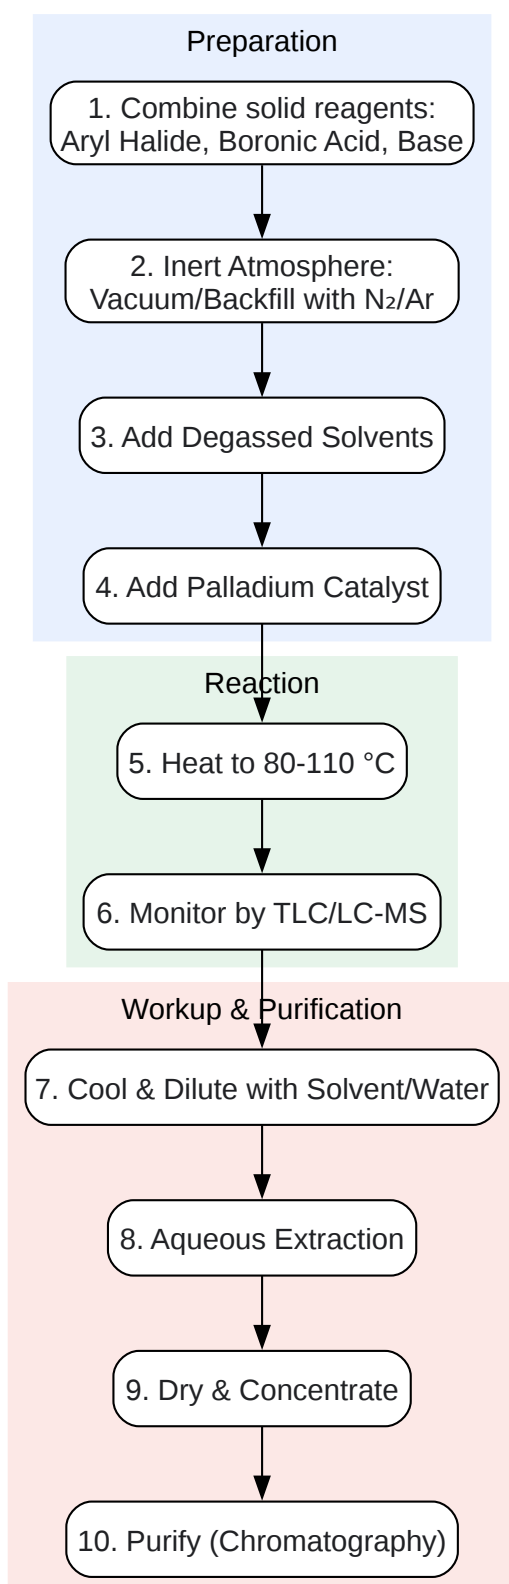 Preparation
1. Combine solid reagents:
Aryl Halide, Boronic Acid, Base
2. Inert Atmosphere:
Vacuum/Backfill with N₂/Ar
3. Add Degassed Solvents
4. Add Palladium Catalyst
Reaction
5. Heat to 80-110 °C
6. Monitor by TLC/LC-MS
Workup & Purification
7. Cool & Dilute with Solvent/Water
8. Aqueous Extraction
9. Dry & Concentrate
10. Purify (Chromatography)